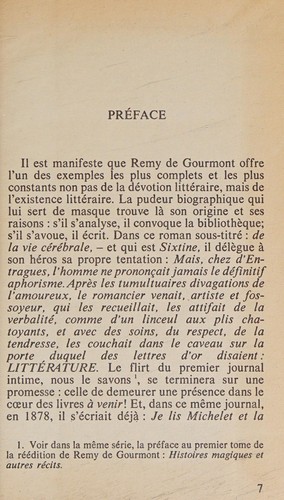 PRÉFACE
Il est manifeste que Remy de Gourmont offre
l'un des exemples les plus complets et les plus
constants non pas de la dévotion littéraire, mais de
l'existence littéraire. La pudeur biographique qui
lui sert de masque trouve là son origine et ses
raisons : s'il s'analyse, il convoque la bibliothèque;
s'il s'avoue, il écrit. Dans ce roman sous-titré : de
la vie cérébrale, – et qui est Sixtine, il délègue à
son héros sa propre tentation : Mais, chez d'En-
tragues, l'homme ne prononçait jamais le définitif
aphorisme. Après les tumultuaires divagations de
l'amoureux, le romancier venait, artiste et fos-
soyeur, qui les recueillait, les attifait de la
verbalité, comme d'un linceul aux plis cha-
toyants, et avec des soins, du respect, de la
tendresse, les couchait dans le caveau sur la
porte duquel des lettres d'or disaient :
LITTÉRATURE. Le flirt du premier journal
intime, nous le savons¹, se terminera sur une
promesse : celle de demeurer une présence dans le
cœur des livres à venir! Et, dans ce même journal,
en 1878, il s'écriait déjà : Je lis Michelet et la
1. Voir dans la même série, la préface au premier tome de
la réédition de Remy de Gourmont : Histoires magiques et
autres récits.
7